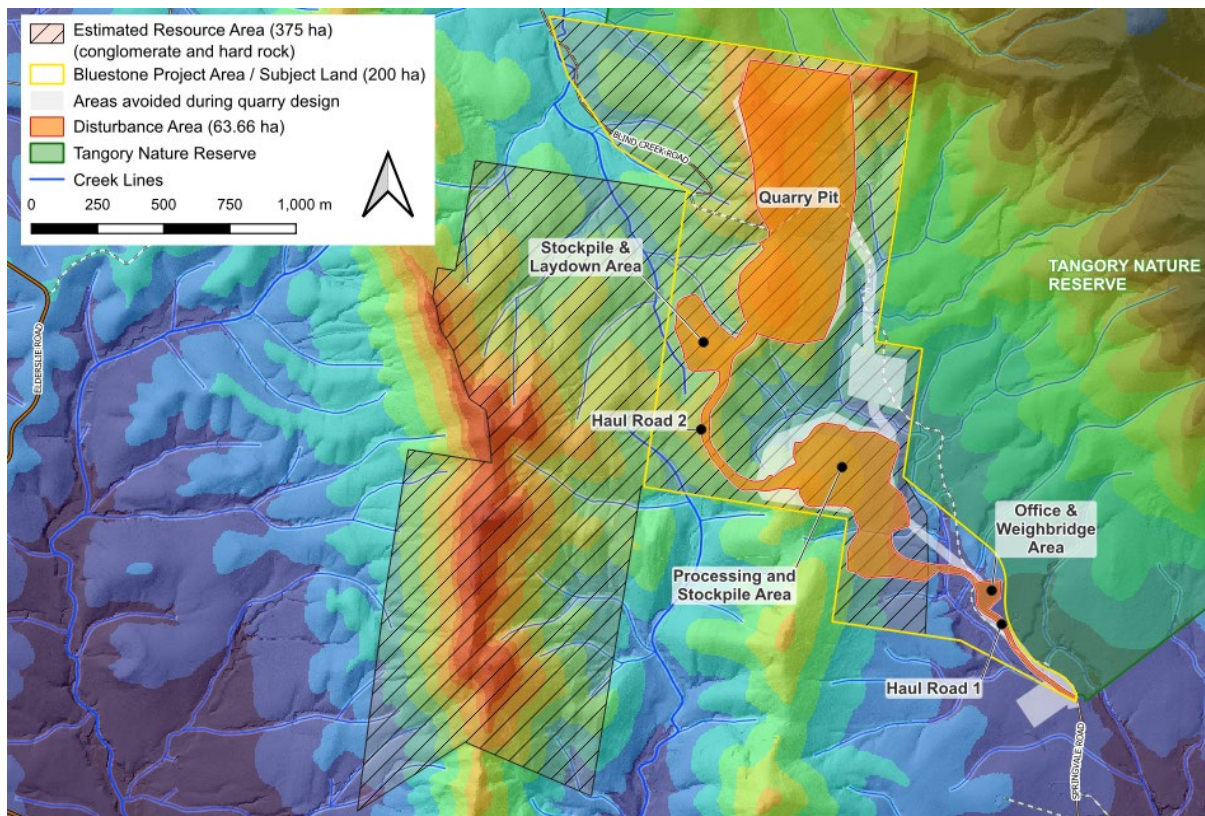 Estimated Resource Area (375 ha)
(conglomerate and hard rock)
Bluestone Project Area / Subject Land (200 ha)
Areas avoided during quarry design
Disturbance Area (63.66 ha)
Tangory Nature Reserve
Creek Lines
0 250 500 750 1,000 m
BLIND CREEK ROAD
Quarry Pit
Stockpile &
Laydown Area
TANGORY NATURE
RESERVE
ELDERSLIE ROAD
Haul Road 2
Office &
Weighbridge
Area
Processing and
Stockpile Area
Haul Road 1
SPRINGVALE ROAD